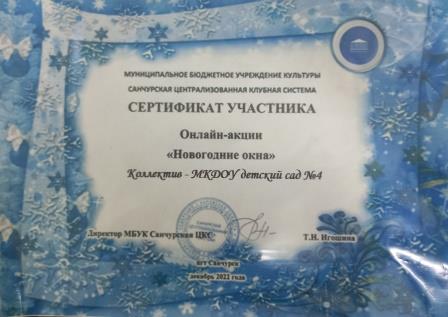 МУНИЦИПАЛЬНОЕ БЮДЖЕТНОЕ УЧРЕЖДЕНИЕ КУЛЬТУРЫ
САНЧУРСКАЯ ЦЕНТРАЛИЗОВАННАЯ КЛУБНАЯ СИСТЕМА
СЕРТИФИКАТ УЧАСТНИКА
Онлайн-акции
«Новогодние окна»
Коллектив - МКДОУ детский сад №4
Директор МБУК Санчурская ЦКС Т.Н. Игошина
пгт Санчурск
декабрь 2022 года